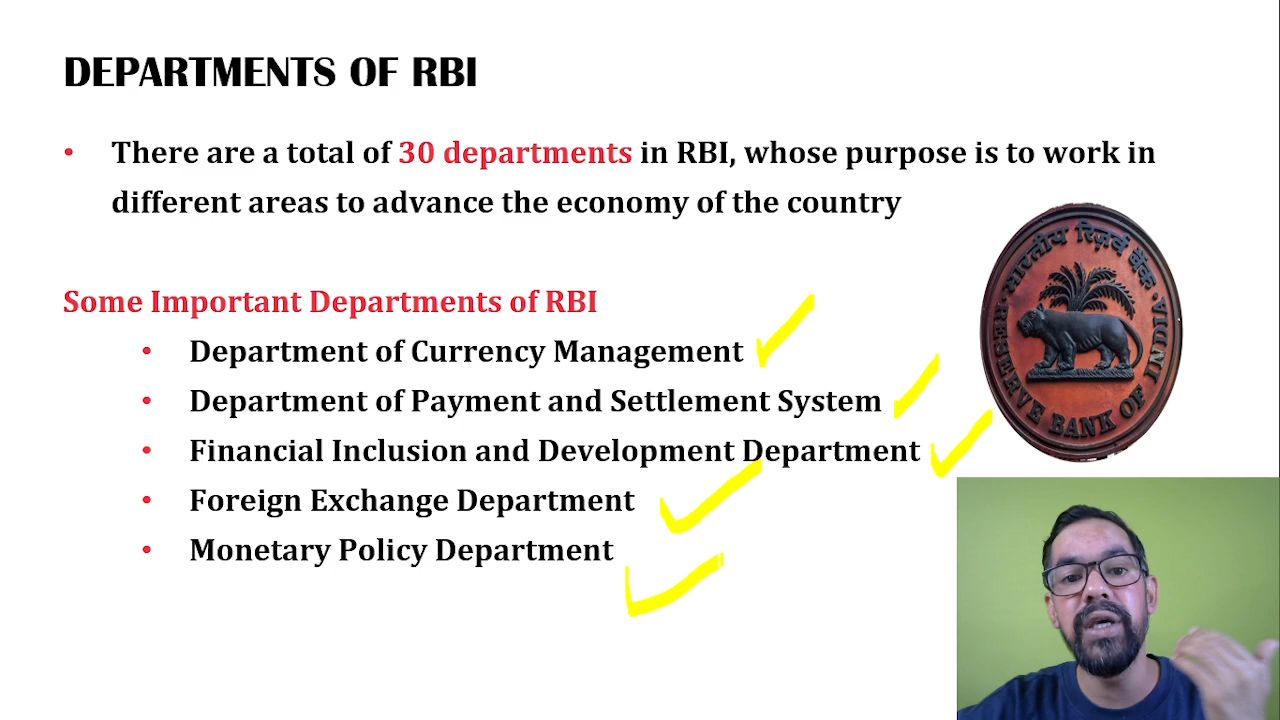 DEPARTMENTS OF RBI
• There are a total of 30 departments in RBI, whose purpose is to work in
different areas to advance the economy of the country
Some Important Departments of RBI
• Department of Currency Management
• Department of Payment and Settlement System
• Financial Inclusion and Development Department
• Foreign Exchange Department
• Monetary Policy Department
भारतीय रिज़र्व बैंक
RESERVE BANK OF INDIA